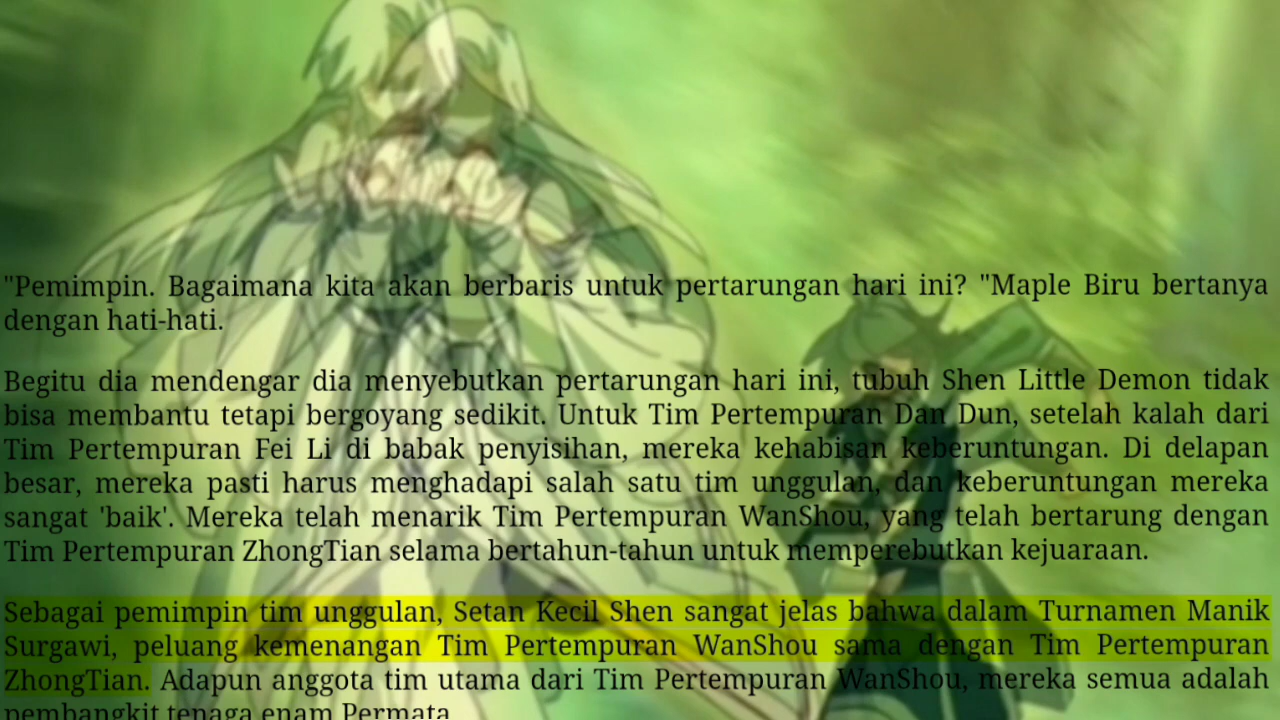 "Pemimpin. Bagaimana kita akan berbaris untuk pertarungan hari ini? "Maple Biru bertanya
dengan hati-hati.
Begitu dia mendengar dia menyebutkan pertarungan hari ini, tubuh Shen Little Demon tidak
bisa membantu tetapi bergoyang sedikit. Untuk Tim Pertempuran Dan Dun, setelah kalah dari
Tim Pertempuran Fei Li di babak penyisihan, mereka kehabisan keberuntungan. Di delapan
besar, mereka pasti harus menghadapi salah satu tim unggulan, dan keberuntungan mereka
sangat 'baik'. Mereka telah menarik Tim Pertempuran WanShou, yang telah bertarung dengan
Tim Pertempuran ZhongTian selama bertahun-tahun untuk memperebutkan kejuaraan.
Sebagai pemimpin tim unggulan, Setan Kecil Shen sangat jelas bahwa dalam Turnamen Manik
Surgawi, peluang kemenangan Tim Pertempuran WanShou sama dengan Tim Pertempuran
ZhongTian. Adapun anggota tim utama dari Tim Pertempuran WanShou, mereka semua adalah
pembangkit tenaga enam Permata